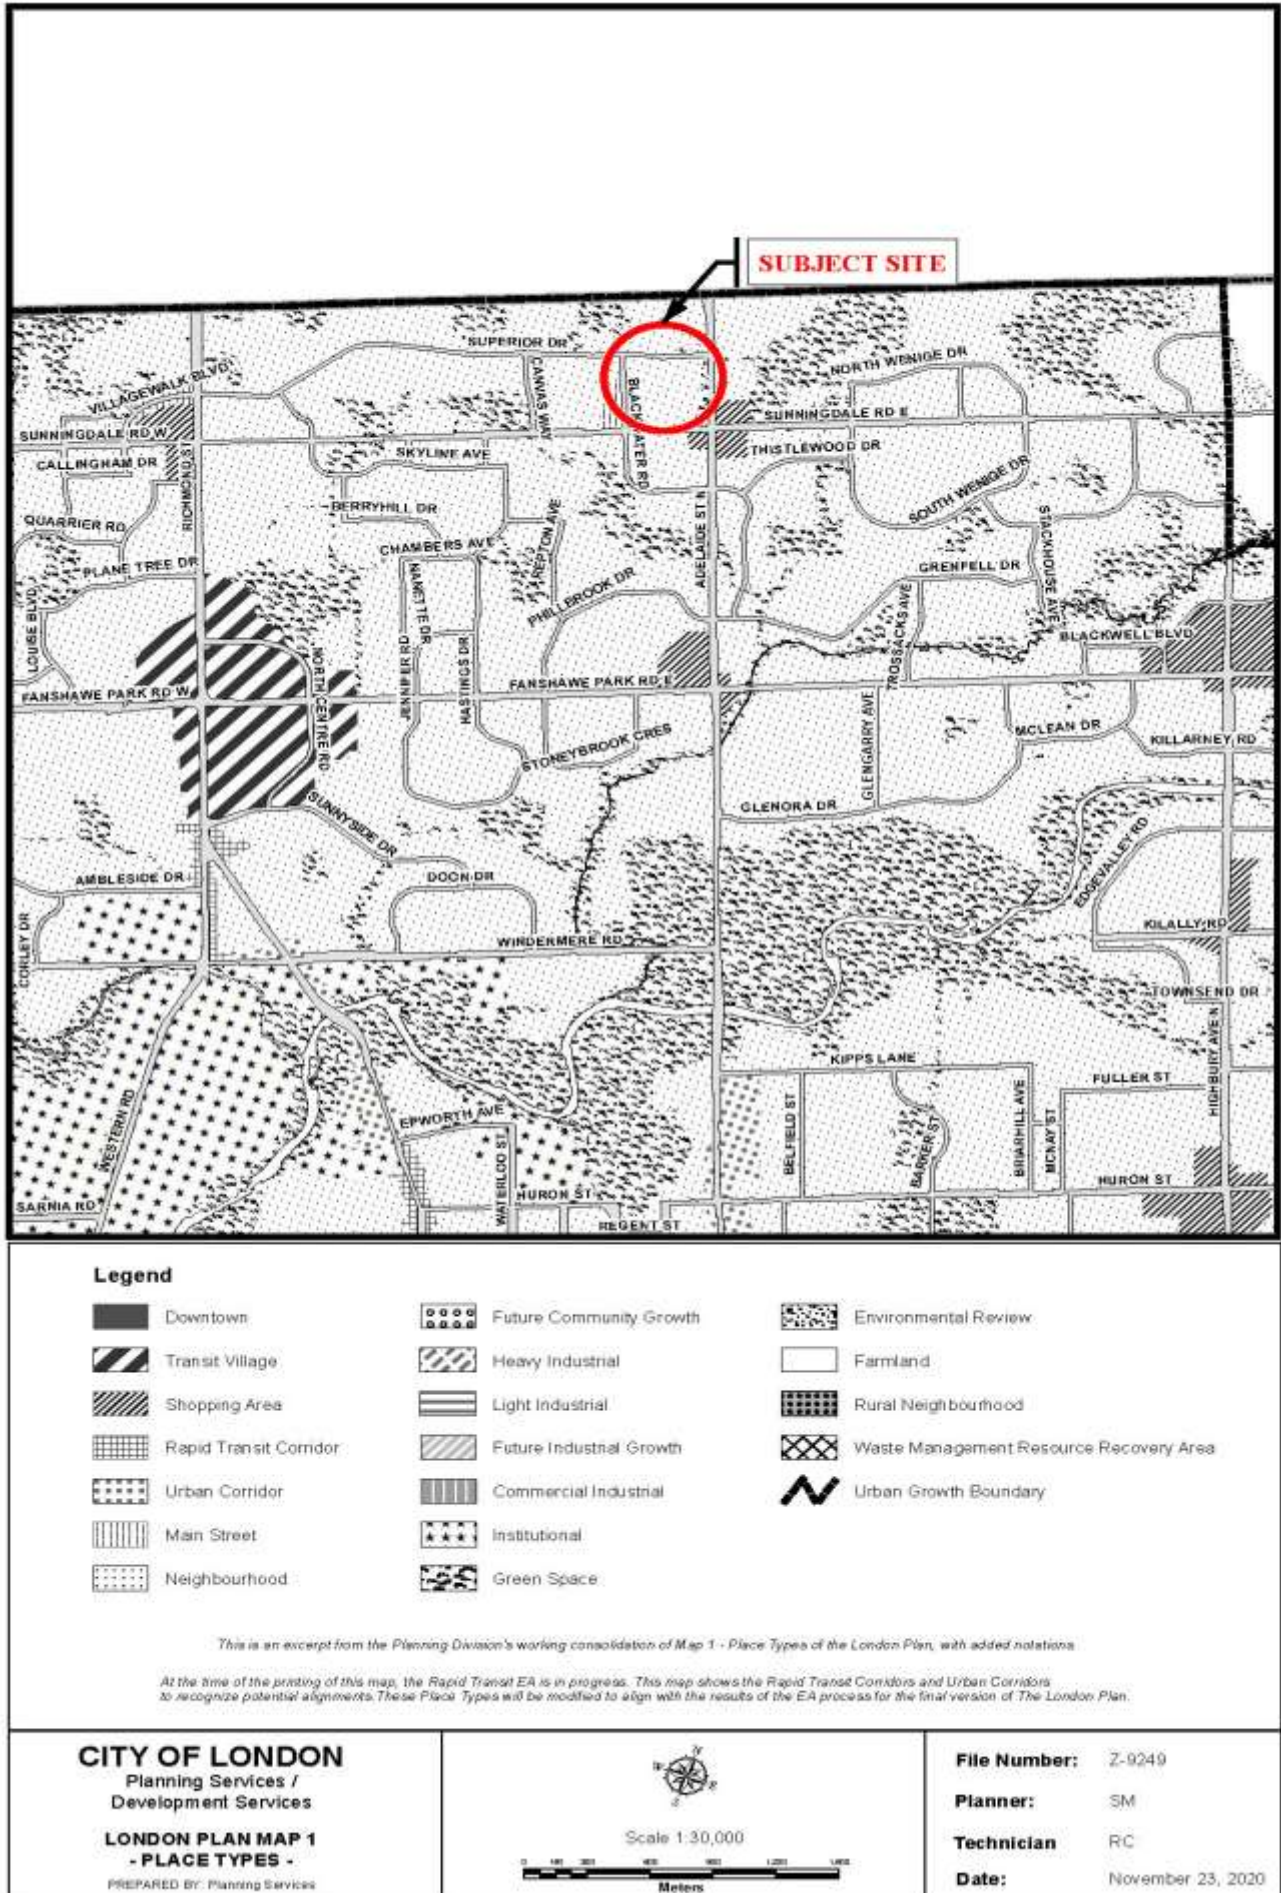 SUBJECT SITE
SUPERIOR DR
NORTH WENIGE DR
VILLAGEWALK BLVD
CANVAS WAY
BLACKWATER RD
SUNNINGDALE RD E
SUNNINGDALE RD W
THISTLEWOOD DR
SKYLINE AVE
CALLINGHAM DR
RICHMOND ST
SOUTH WENIGE DR
BERRYHILL DR
QUARRIER RD
STACKHOUSE AVE
REPTON AVE
ADELAIDE ST N
CHAMBERS AVE
PLANE TREE DR
GRENFELL DR
NANETTE DR
PHILLBROOK DR
LOUISE BLVD
TROSSACKS AVE
BLACKWELL BLVD
JENNIFER RD
HASTINGS DR
NORTH CENTRE RD
FANSHAWE PARK RD E
FANSHAWE PARK RD W
STONEYBROOK CRES
GLENGARRY AVE
MCLEAN DR
KILLARNEY RD
SUNNYSIDE DR
GLENORA DR
EDGEVALLEY RD
AMBLESIDE DR
DOON DR
CORLEY DR
KILALLY RD
WINDERMERE RD
TOWNSEND DR
HIGHBURY AVE N
KIPPS LANE
FULLER ST
WESTERN RD
EPWORTH AVE
BELFIELD ST
BARKER ST
BRIARHILL AVE
MCNAY ST
WATERLOO ST
HURON ST
HURON ST
SARNIA RD
REGENT ST
Legend
Downtown
Transit Village
Shopping Area
Rapid Transit Corridor
Urban Corridor
Main Street
Neighbourhood
Future Community Growth
Heavy Industrial
Light Industrial
Future Industrial Growth
Commercial Industrial
Institutional
Green Space
Environmental Review
Farmland
Rural Neighbourhood
Waste Management Resource Recovery Area
Urban Growth Boundary
This is an excerpt from the Planning Division's working consolidation of Map 1 - Place Types of the London Plan, with added notations
At the time of the printing of this map, the Rapid Transit EA is in progress. This map shows the Rapid Transit Corridors and Urban Corridors
to recognize potential alignments. These Place Types will be modified to align with the results of the EA process for the final version of The London Plan.
CITY OF LONDON
Planning Services /
Development Services
LONDON PLAN MAP 1
- PLACE TYPES -
PREPARED BY: Planning Services
Scale 1:30,000
Meters
File Number: Z-9249
Planner: SM
Technician RC
Date: November 23, 2020